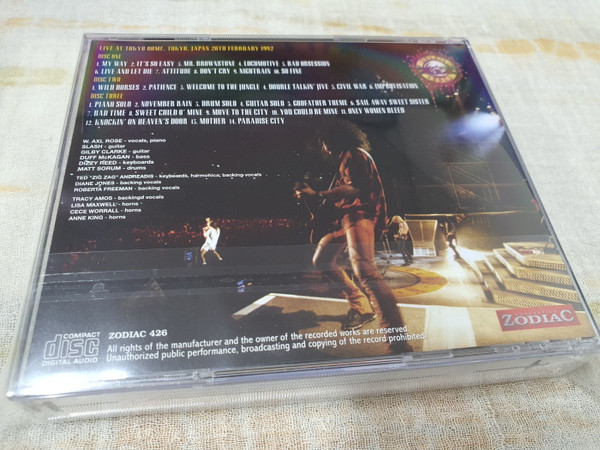 LIVE AT TOKYO DOME, TOKYO, JAPAN 20TH FEBRUARY 1992
DISC ONE
1. MY WAY 2. IT'S SO EASY 3. MR. BROWNSTONE 4. LOCOMOTIVE 5. BAD OBSESSION
6. LIVE AND LET DIE 7. ATTITUDE 8. DON'T CRY 9. NIGHTRAIN 10. SO FINE
DISC TWO
1. WILD HORSES 2. PATIENCE 3. WELCOME TO THE JUNGLE 4. DOUBLE TALKIN' JIVE 5. CIVIL WAR 6. IMPROVISATION
DISC THREE
1. PIANO SOLO 2. NOVEMBER RAIN 3. DRUM SOLO 4. GUITAR SOLO 5. GODFATHER THEME 6. SAIL AWAY SWEET SISTER
7. BAD TIME 8. SWEET CHILD O' MINE 9. MOVE TO THE CITY 10. YOU COULD BE MINE 11. ONLY WOMEN BLEED
12. KNOCKIN' ON HEAVEN'S DOOR 13. MOTHER 14. PARADISE CITY
W. AXL ROSE - vocals, piano
SLASH - guitar
GILBY CLARKE - guitar
DUFF McKAGAN - bass
DIZZY REED - keyboards
MATT SORUM - drums
TED "ZIG ZAG" ANDREADIS - keyboards, harmonica, backing vocals
DIANE JONES - backing vocals
ROBERTA FREEMAN - backing vocals
TRACY AMOS - backingd vocals
LISA MAXWELL - horns
CECE WORRALL - horns
ANNE KING - horns
ZODIAC
COMPACT
disc
DIGITAL AUDIO
ZODIAC 426
All rights of the manufacturer and the owner of the recorded works are reserved.
Unauthorized public performance, broadcasting and copying of the record prohibited